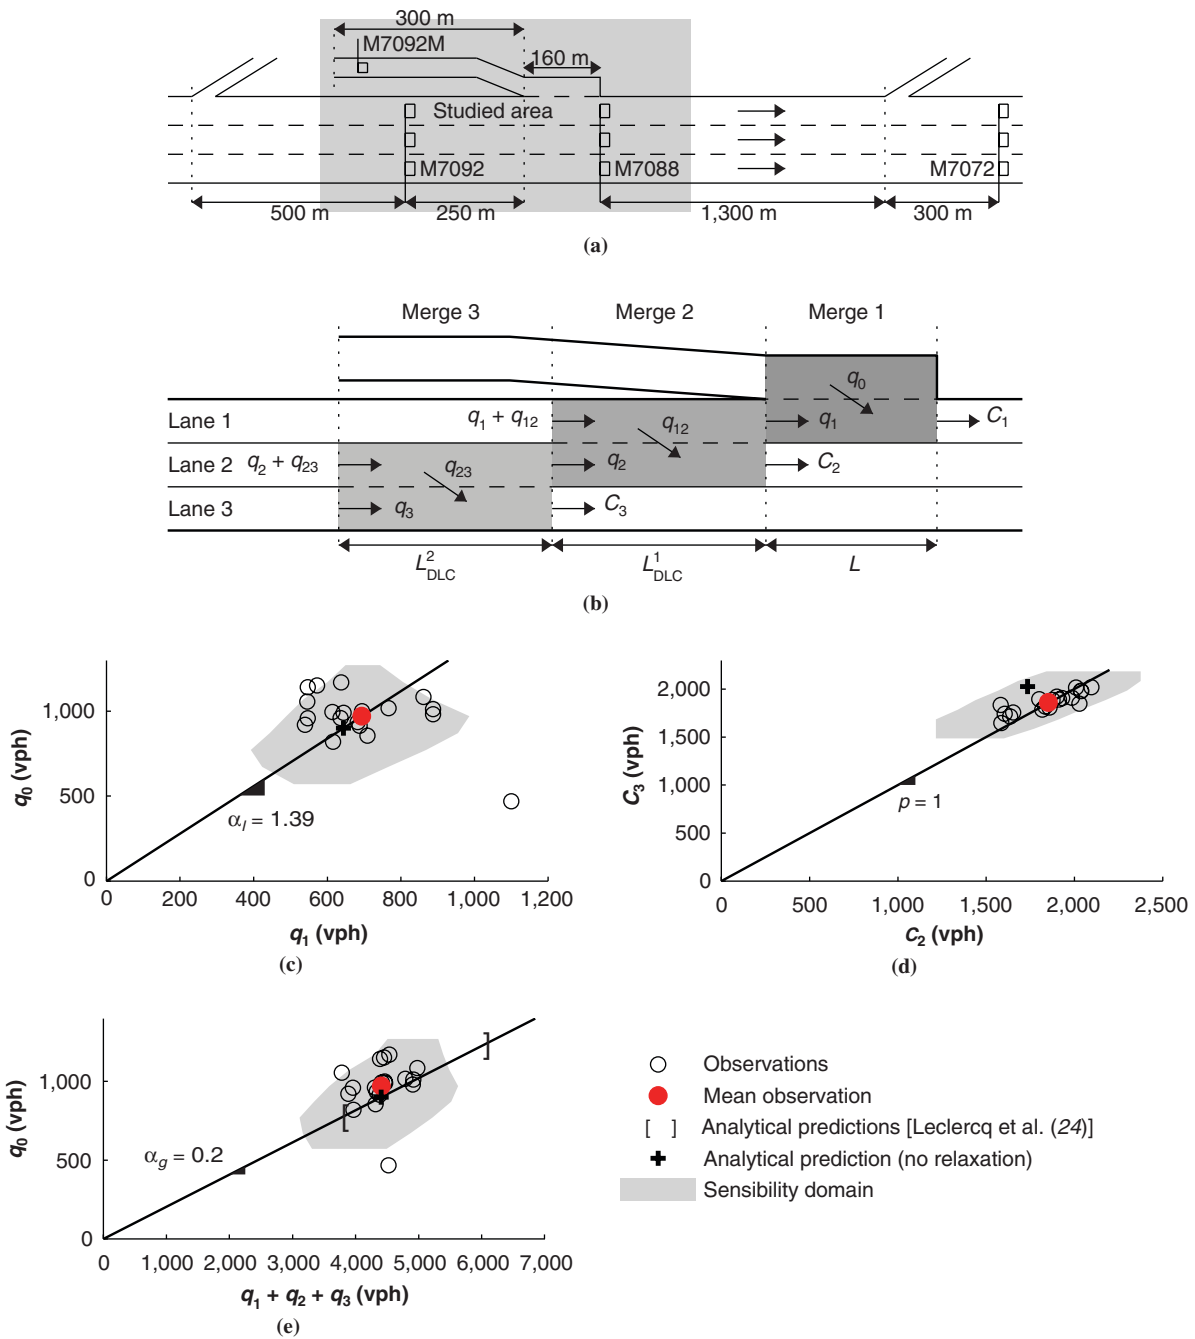 300 m
M7092M
160 m
Studied area
M7092
M7088
M7072
500 m
250 m
1,300 m
300 m
(a)
Merge 3
Merge 2
Merge 1
q0
Lane 1
q1 + q12
q12
q1
C1
Lane 2
q2 + q23
q23
q2
C2
Lane 3
q3
C3
L²DLC
L¹DLC
L
(b)
q0 (vph)
1,000
500
0
αl = 1.39
0
200
400
600
800
1,000
1,200
q1 (vph)
(c)
C3 (vph)
2,000
1,500
1,000
500
0
p = 1
0
500
1,000
1,500
2,000
2,500
C2 (vph)
(d)
q0 (vph)
1,000
500
0
αg = 0.2
[
]
0
1,000
2,000
3,000
4,000
5,000
6,000
7,000
q1 + q2 + q3 (vph)
(e)
Observations
Mean observation
[ ] Analytical predictions [Leclercq et al. (24)]
Analytical prediction (no relaxation)
Sensibility domain